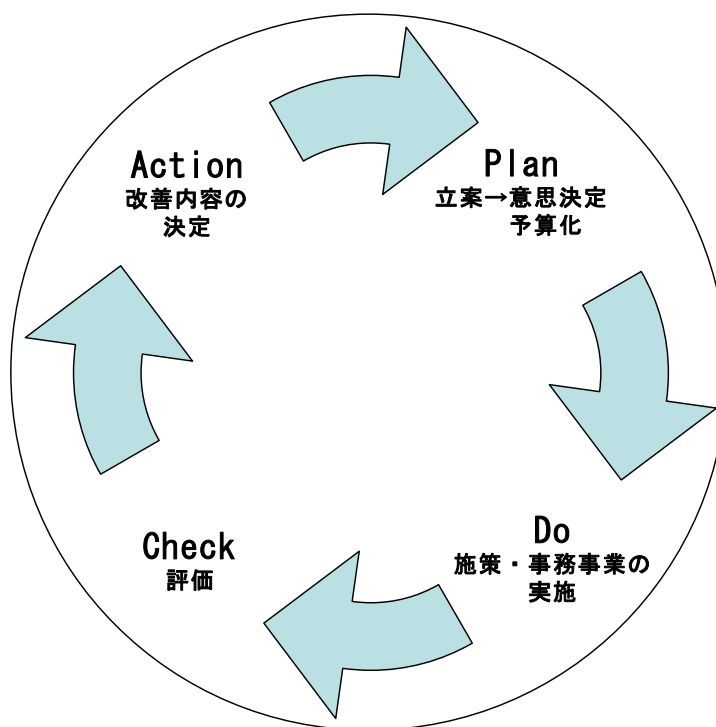 Action
改善内容の
決定
Plan
立案→意思決定
予算化
Check
評価
Do
施策・事務事業の
実施